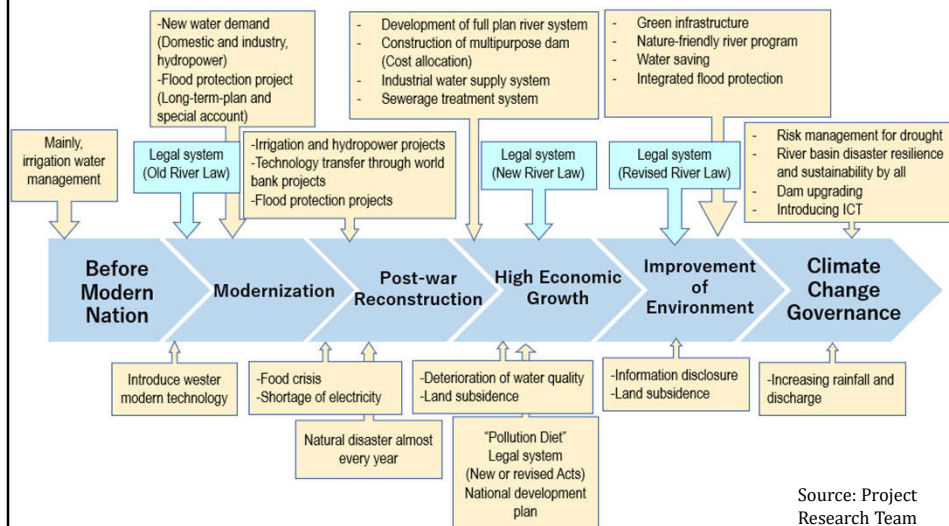 -New water demand
(Domestic and industry,
hydropower)
-Flood protection project
(Long-term-plan and
special account)
- Development of full plan river system
- Construction of multipurpose dam
(Cost allocation)
- Industrial water supply system
- Sewerage treatment system
- Green infrastructure
- Nature-friendly river program
- Water saving
- Integrated flood protection
Mainly,
irrigation water
management
Legal system
(Old River Law)
-Irrigation and hydropower projects
-Technology transfer through world
bank projects
-Flood protection projects
Legal system
(New River Law)
Legal system
(Revised River Law)
- Risk management for drought
- River basin disaster resilience
and sustainability by all
- Dam upgrading
- Introducing ICT
Before
Modern
Nation
Modernization
Post-war
Reconstruction
High Economic
Growth
Improvement
of
Environment
Climate
Change
Governance
Introduce wester
modern technology
-Food crisis
-Shortage of electricity
Natural disaster almost
every year
-Deterioration of water quality
-Land subsidence
"Pollution Diet"
Legal system
(New or revised Acts)
National development
plan
-Information disclosure
-Land subsidence
-Increasing rainfall and
discharge
Source: Project
Research Team